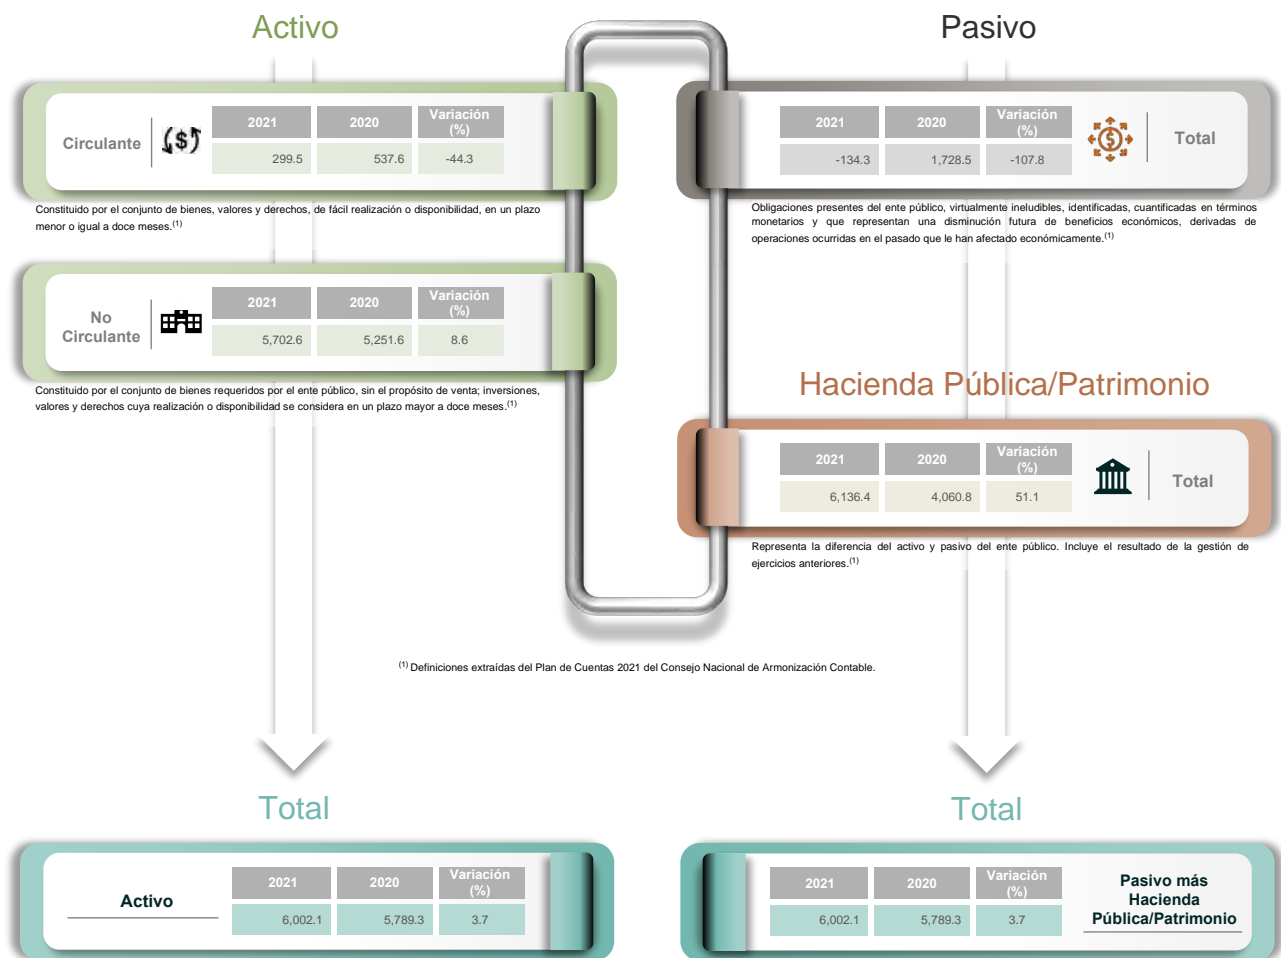 Activo
Circulante
2021 2020 Variación (%)
299.5 537.6 -44.3
Constituido por el conjunto de bienes, valores y derechos, de fácil realización o disponibilidad, en un plazo
menor o igual a doce meses.(1)
No
Circulante
2021 2020 Variación (%)
5,702.6 5,251.6 8.6
Constituido por el conjunto de bienes requeridos por el ente público, sin el propósito de venta; inversiones,
valores y derechos cuya realización o disponibilidad se considera en un plazo mayor a doce meses.(1)
Pasivo
2021 2020 Variación (%)
-134.3 1,728.5 -107.8
Total
Obligaciones presentes del ente público, virtualmente ineludibles, identificadas, cuantificadas en términos
monetarios y que representan una disminución futura de beneficios económicos, derivadas de
operaciones ocurridas en el pasado que le han afectado económicamente.(1)
Hacienda Pública/Patrimonio
2021 2020 Variación (%)
6,136.4 4,060.8 51.1
Total
Representa la diferencia del activo y pasivo del ente público. Incluye el resultado de la gestión de
ejercicios anteriores.(1)
(1) Definiciones extraídas del Plan de Cuentas 2021 del Consejo Nacional de Armonización Contable.
Total
Activo
2021 2020 Variación (%)
6,002.1 5,789.3 3.7
Total
2021 2020 Variación (%)
6,002.1 5,789.3 3.7
Pasivo más
Hacienda
Pública/Patrimonio